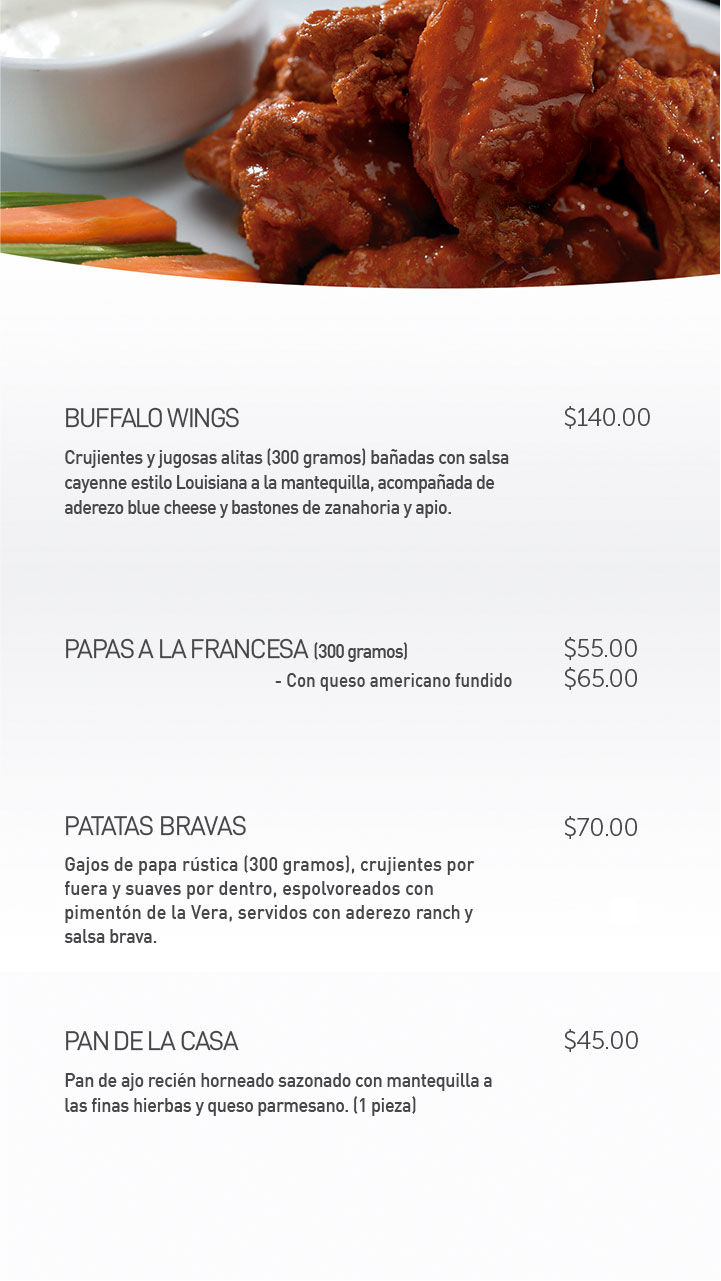 BUFFALO WINGS $140.00
Crujientes y jugosas alitas (300 gramos) bañadas con salsa
cayenne estilo Louisiana a la mantequilla, acompañada de
aderezo blue cheese y bastones de zanahoria y apio.
PAPAS A LA FRANCESA (300 gramos) $55.00
- Con queso americano fundido $65.00
PATATAS BRAVAS $70.00
Gajos de papa rústica (300 gramos), crujientes por
fuera y suaves por dentro, espolvoreados con
pimentón de la Vera, servidos con aderezo ranch y
salsa brava.
PAN DE LA CASA $45.00
Pan de ajo recién horneado sazonado con mantequilla a
las finas hierbas y queso parmesano. (1 pieza)